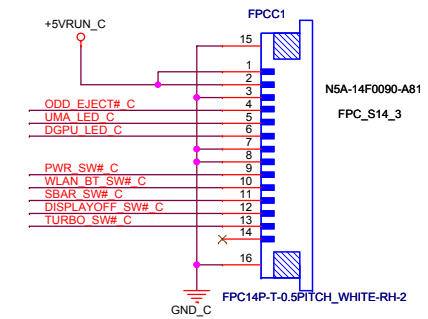 FPCC1
+5VRUN_C
15
1
2
3
ODD_EJECT#_C 4
UMA_LED_C 5
DGPU_LED_C 6
7
8
PWR_SW#_C 9
WLAN_BT_SW#_C 10
SBAR_SW#_C 11
DISPLAYOFF_SW#_C 12
TURBO_SW#_C 13
14
16
N5A-14F0090-A81
FPC_S14_3
GND_C
FPC14P-T-0.5PITCH_WHITE-RH-2